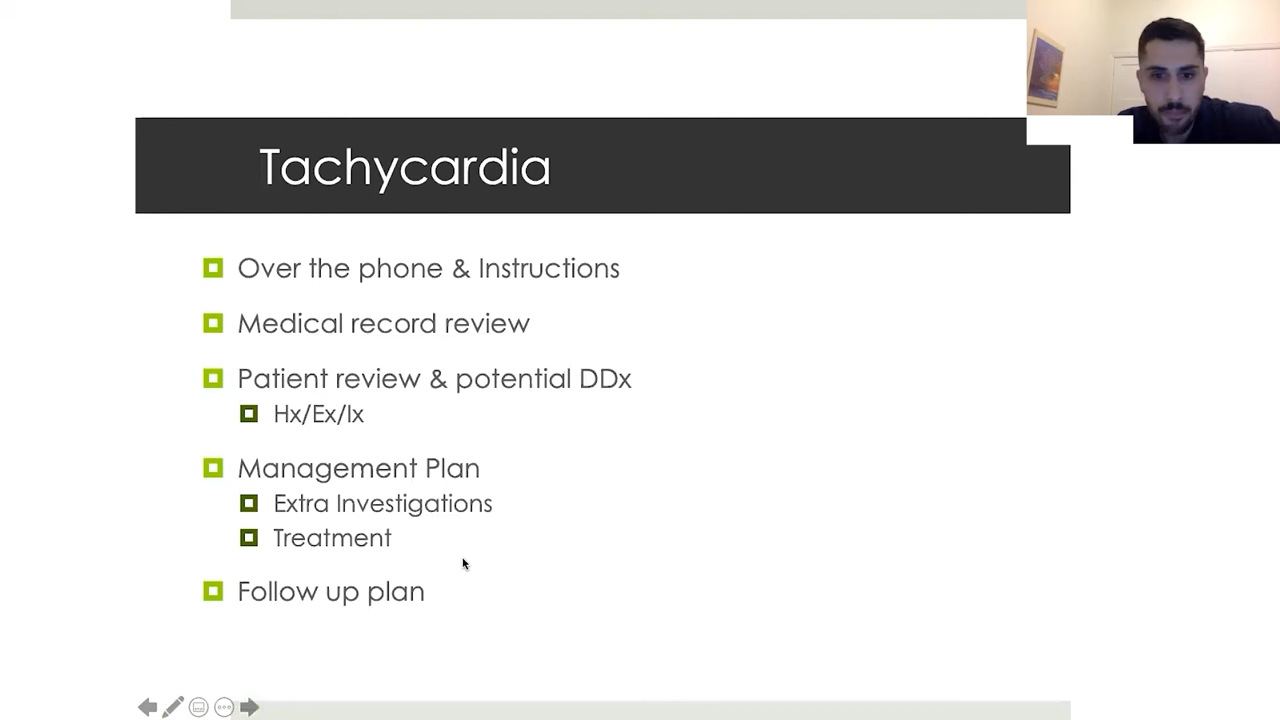 Tachycardia
Over the phone & Instructions
Medical record review
Patient review & potential DDx
Hx/Ex/Ix
Management Plan
Extra Investigations
Treatment
Follow up plan